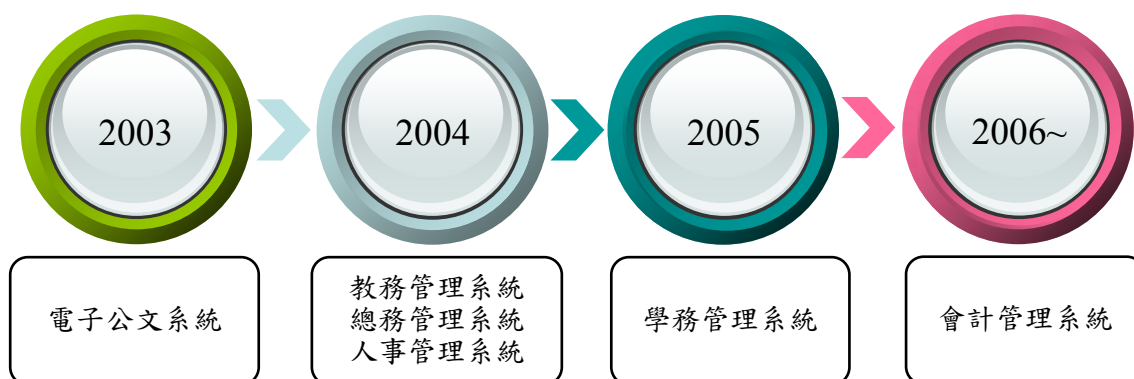 2003
2004
2005
2006~
電子公文系統
教務管理系統
總務管理系統
人事管理系統
學務管理系統
會計管理系統